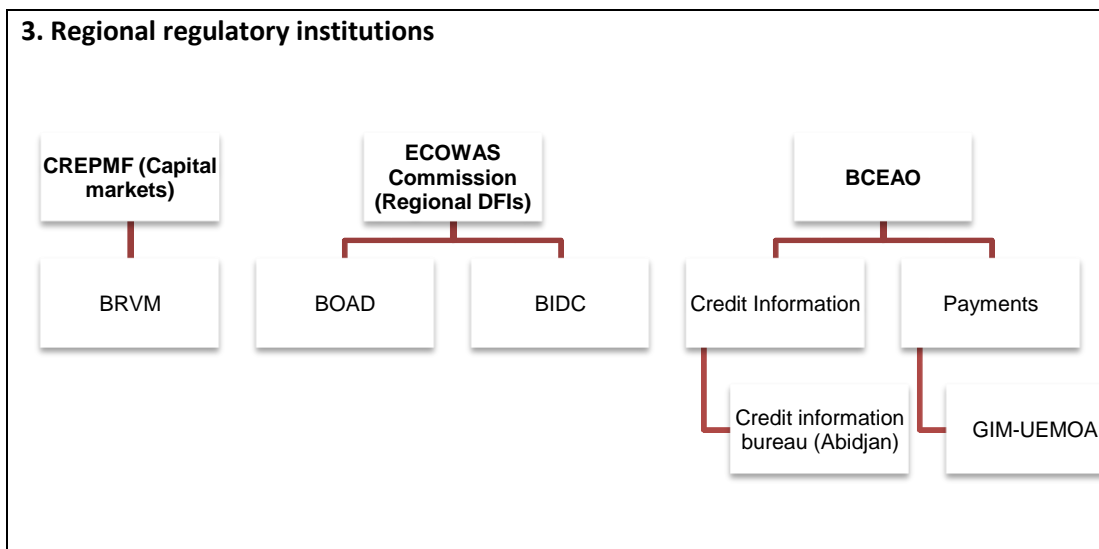 3. Regional regulatory institutions
CREPMF (Capital
markets)
BRVM
ECOWAS
Commission
(Regional DFIs)
BOAD
BIDC
BCEAO
Credit Information
Credit information
bureau (Abidjan)
Payments
GIM-UEMOA